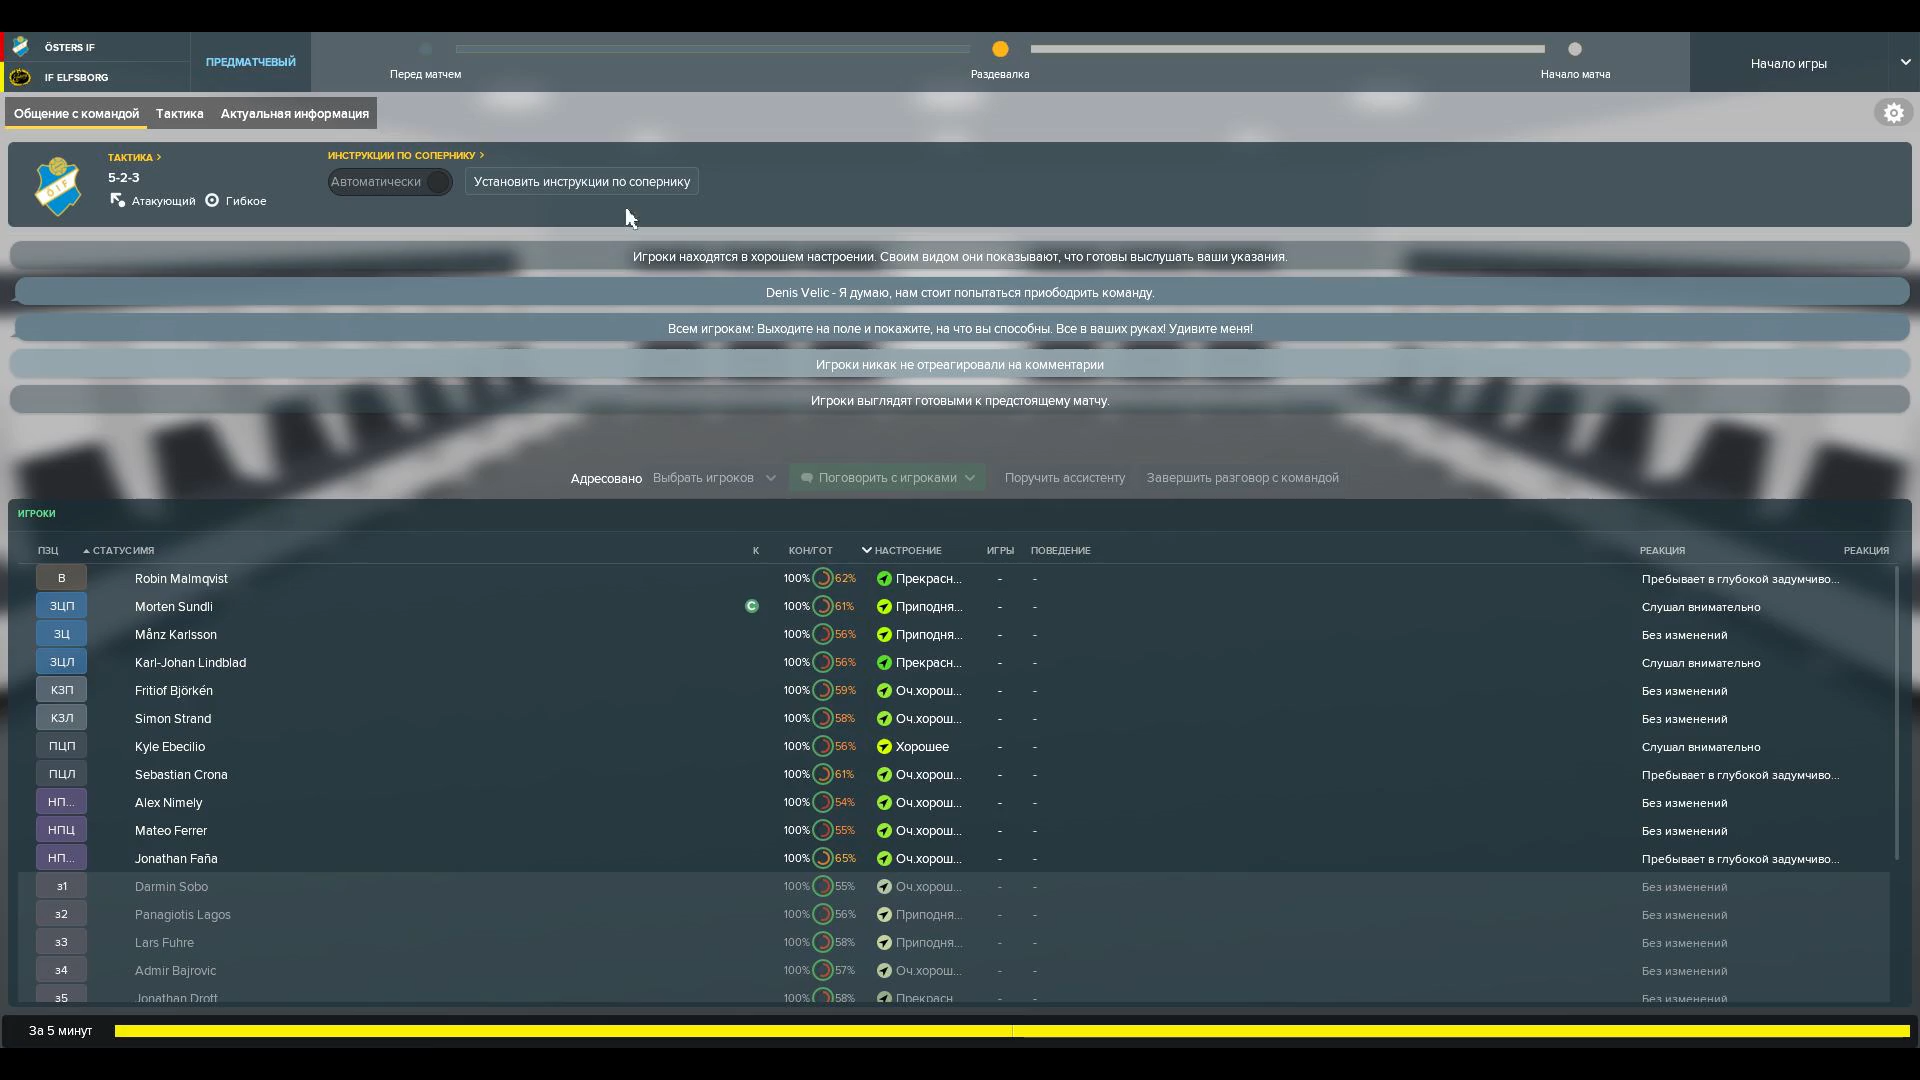 ÖSTERS IF
IF ELFSBORG
ПРЕДМАТЧЕВЫЙ
Перед матчем
Раздевалка
Начало матча
Начало игры
Общение с командой Тактика Актуальная информация
ТАКТИКА >
5-2-3
Атакующий Гибкое
ИНСТРУКЦИИ ПО СОПЕРНИКУ >
Автоматически Установить инструкции по сопернику
Игроки находятся в хорошем настроении. Своим видом они показывают, что готовы выслушать ваши указания.
Denis Velic - Я думаю, нам стоит попытаться приободрить команду.
Всем игрокам: Выходите на поле и покажите, на что вы способны. Все в ваших руках! Удивите меня!
Игроки никак не отреагировали на комментарии
Игроки выглядят готовыми к предстоящему матчу.
Адресовано Выбрать игроков Поговорить с игроками Поручить ассистенту Завершить разговор с командой
ИГРОКИ
ПЗЦ СТАТУС ИМЯ К КОН/ГОТ НАСТРОЕНИЕ ИГРЫ ПОВЕДЕНИЕ РЕАКЦИЯ РЕАКЦИЯ
В Robin Malmqvist 100% 62% Прекрасн... - - Пребывает в глубокой задумчиво...
ЗЦП Morten Sundli C 100% 61% Приподня... - - Слушал внимательно
ЗЦ Månz Karlsson 100% 56% Приподня... - - Без изменений
ЗЦЛ Karl-Johan Lindblad 100% 56% Прекрасн... - - Слушал внимательно
КЗП Fritiof Björkén 100% 59% Оч.хорош... - - Без изменений
КЗЛ Simon Strand 100% 58% Оч.хорош... - - Без изменений
ПЦП Kyle Ebecilio 100% 56% Хорошее - - Слушал внимательно
ПЦЛ Sebastian Crona 100% 61% Оч.хорош... - - Пребывает в глубокой задумчиво...
НП... Alex Nimely 100% 54% Оч.хорош... - - Без изменений
НПЦ Mateo Ferrer 100% 55% Оч.хорош... - - Без изменений
НП... Jonathan Faña 100% 65% Оч.хорош... - - Пребывает в глубокой задумчиво...
з1 Darmin Sobo 100% 55% Оч.хорош... - - Без изменений
з2 Panagiotis Lagos 100% 56% Приподня... - - Без изменений
з3 Lars Fuhre 100% 58% Приподня... - - Без изменений
з4 Admir Bajrovic 100% 57% Оч.хорош... - - Без изменений
з5 Jonathan Drott 100% 58% Прекрасн - - Без изменений
За 5 минут